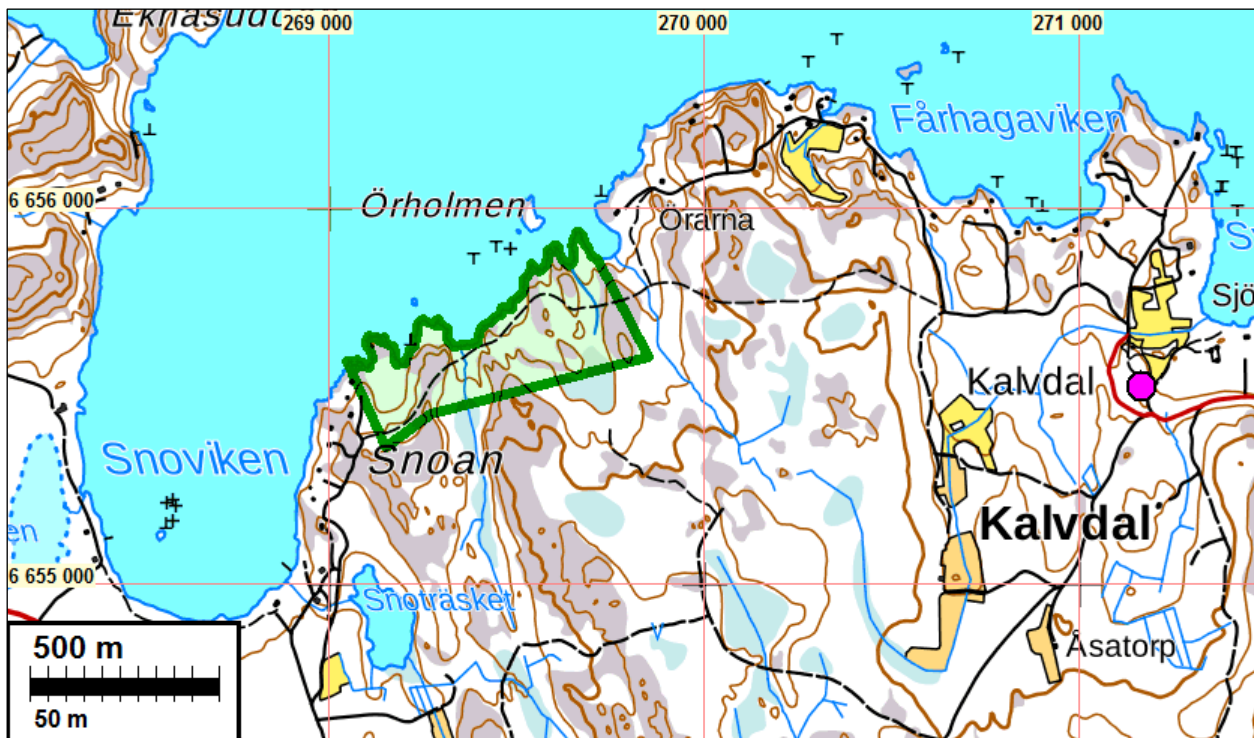 269 000
270 000
271 000
Fårhagaviken
6 656 000
Örholmen
Örarna
Sjö
Kalvdal
Snoviken
Snoan
Kalvdal
en
6 655 000
Snoträsket
500 m
50 m
V
Åsatorp